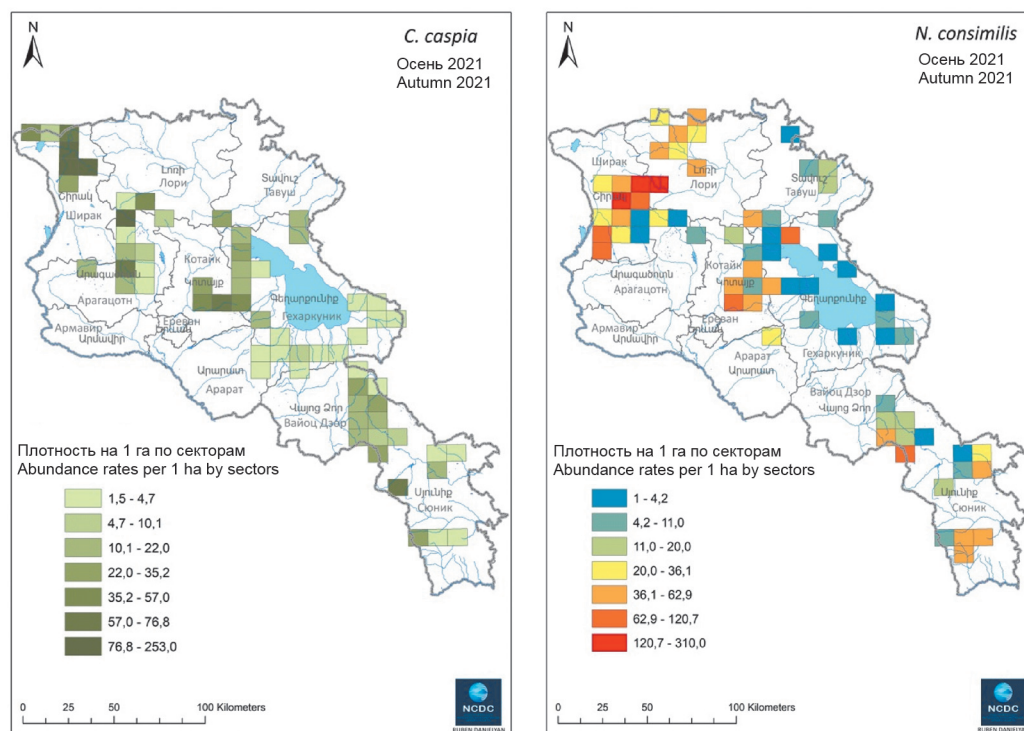 N
C. caspia
Осень 2021
Autumn 2021
Շիրակ
Ширак
Լոռի
Лори
Տավուշ
Тавуш
Котайк
Կոտայք
Արագածոտն
Арагацотн
Գեղարքունիք
Гехаркуник
Армавир
Արմավիր
Ереван
Երևան
Արարատ
Арарат
Վայոց Ձոր
Вайоц Дзор
Սյունիք
Сюник
Плотность на 1 га по секторам
Abundance rates per 1 ha by sectors
1,5 - 4,7
4,7 - 10,1
10,1 - 22,0
22,0 - 35,2
35,2 - 57,0
57,0 - 76,8
76,8 - 253,0
0 50 100 Kilometers
NCDC
RUBEN DANIELYAN
N
N. consimilis
Осень 2021
Autumn 2021
Ширак
Շիրակ
Լոռի
Лори
Տավուշ
Тавуш
Котайк
Կոտայք
Արագածոտն
Арагацотн
Գեղարքունիք
Гехаркуник
Армавир
Արմավիր
Ереван
Երևան
Арарат
Արարատ
Вайоц Дзор
Վայոց Ձոր
Սյունիք
Сюник
Плотность на 1 га по секторам
Abundance rates per 1 ha by sectors
1 - 4,2
4,2 - 11,0
11,0 - 20,0
20,0 - 36,1
36,1 - 62,9
62,9 - 120,7
120,7 - 310,0
0 50 100 Kilometers
NCDC
RUBEN DANIELYAN